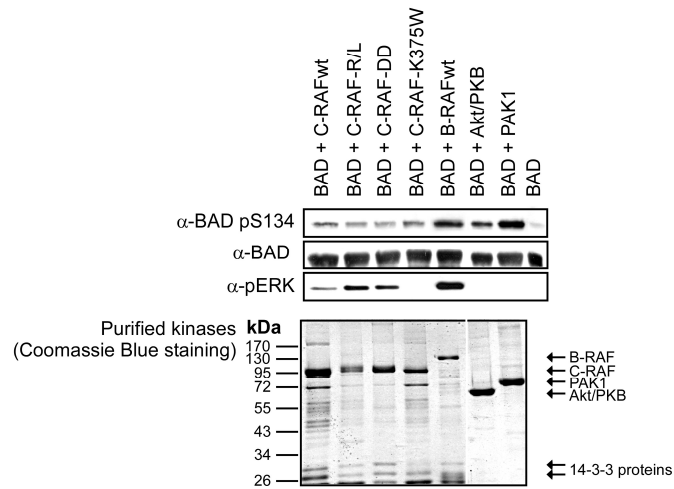 BAD + C-RAFwt
BAD + C-RAF-R/L
BAD + C-RAF-DD
BAD + C-RAF-K375W
BAD + B-RAFwt
BAD + Akt/PKB
BAD + PAK1
BAD
α-BAD pS134
α-BAD
α-pERK
Purified kinases
(Coomassie Blue staining)
kDa
170
130
95
72
55
43
34
26
B-RAF
C-RAF
PAK1
Akt/PKB
14-3-3 proteins